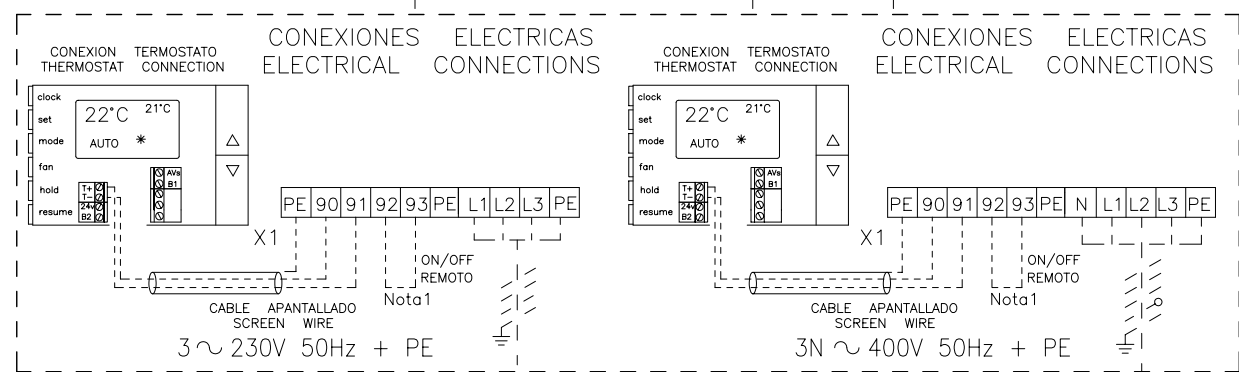 CONEXIONES ELECTRICAS
ELECTRICAL CONNECTIONS
CONEXION TERMOSTATO
THERMOSTAT CONNECTION
clock
set
mode
fan
hold
resume
22°C 21°C
AUTO *
T+
T-
24v
B2
AVs
B1
X1
PE 90 91 92 93 PE L1 L2 L3 PE
ON/OFF
REMOTO
Nota1
CABLE APANTALLADO
SCREEN WIRE
3~230V 50Hz + PE
CONEXIONES ELECTRICAS
ELECTRICAL CONNECTIONS
CONEXION TERMOSTATO
THERMOSTAT CONNECTION
clock
set
mode
fan
hold
resume
22°C 21°C
AUTO *
T+
T-
24v
B2
AVs
B1
X1
PE 90 91 92 93 PE N L1 L2 L3 PE
ON/OFF
REMOTO
Nota1
CABLE APANTALLADO
SCREEN WIRE
3N ~ 400V 50Hz + PE